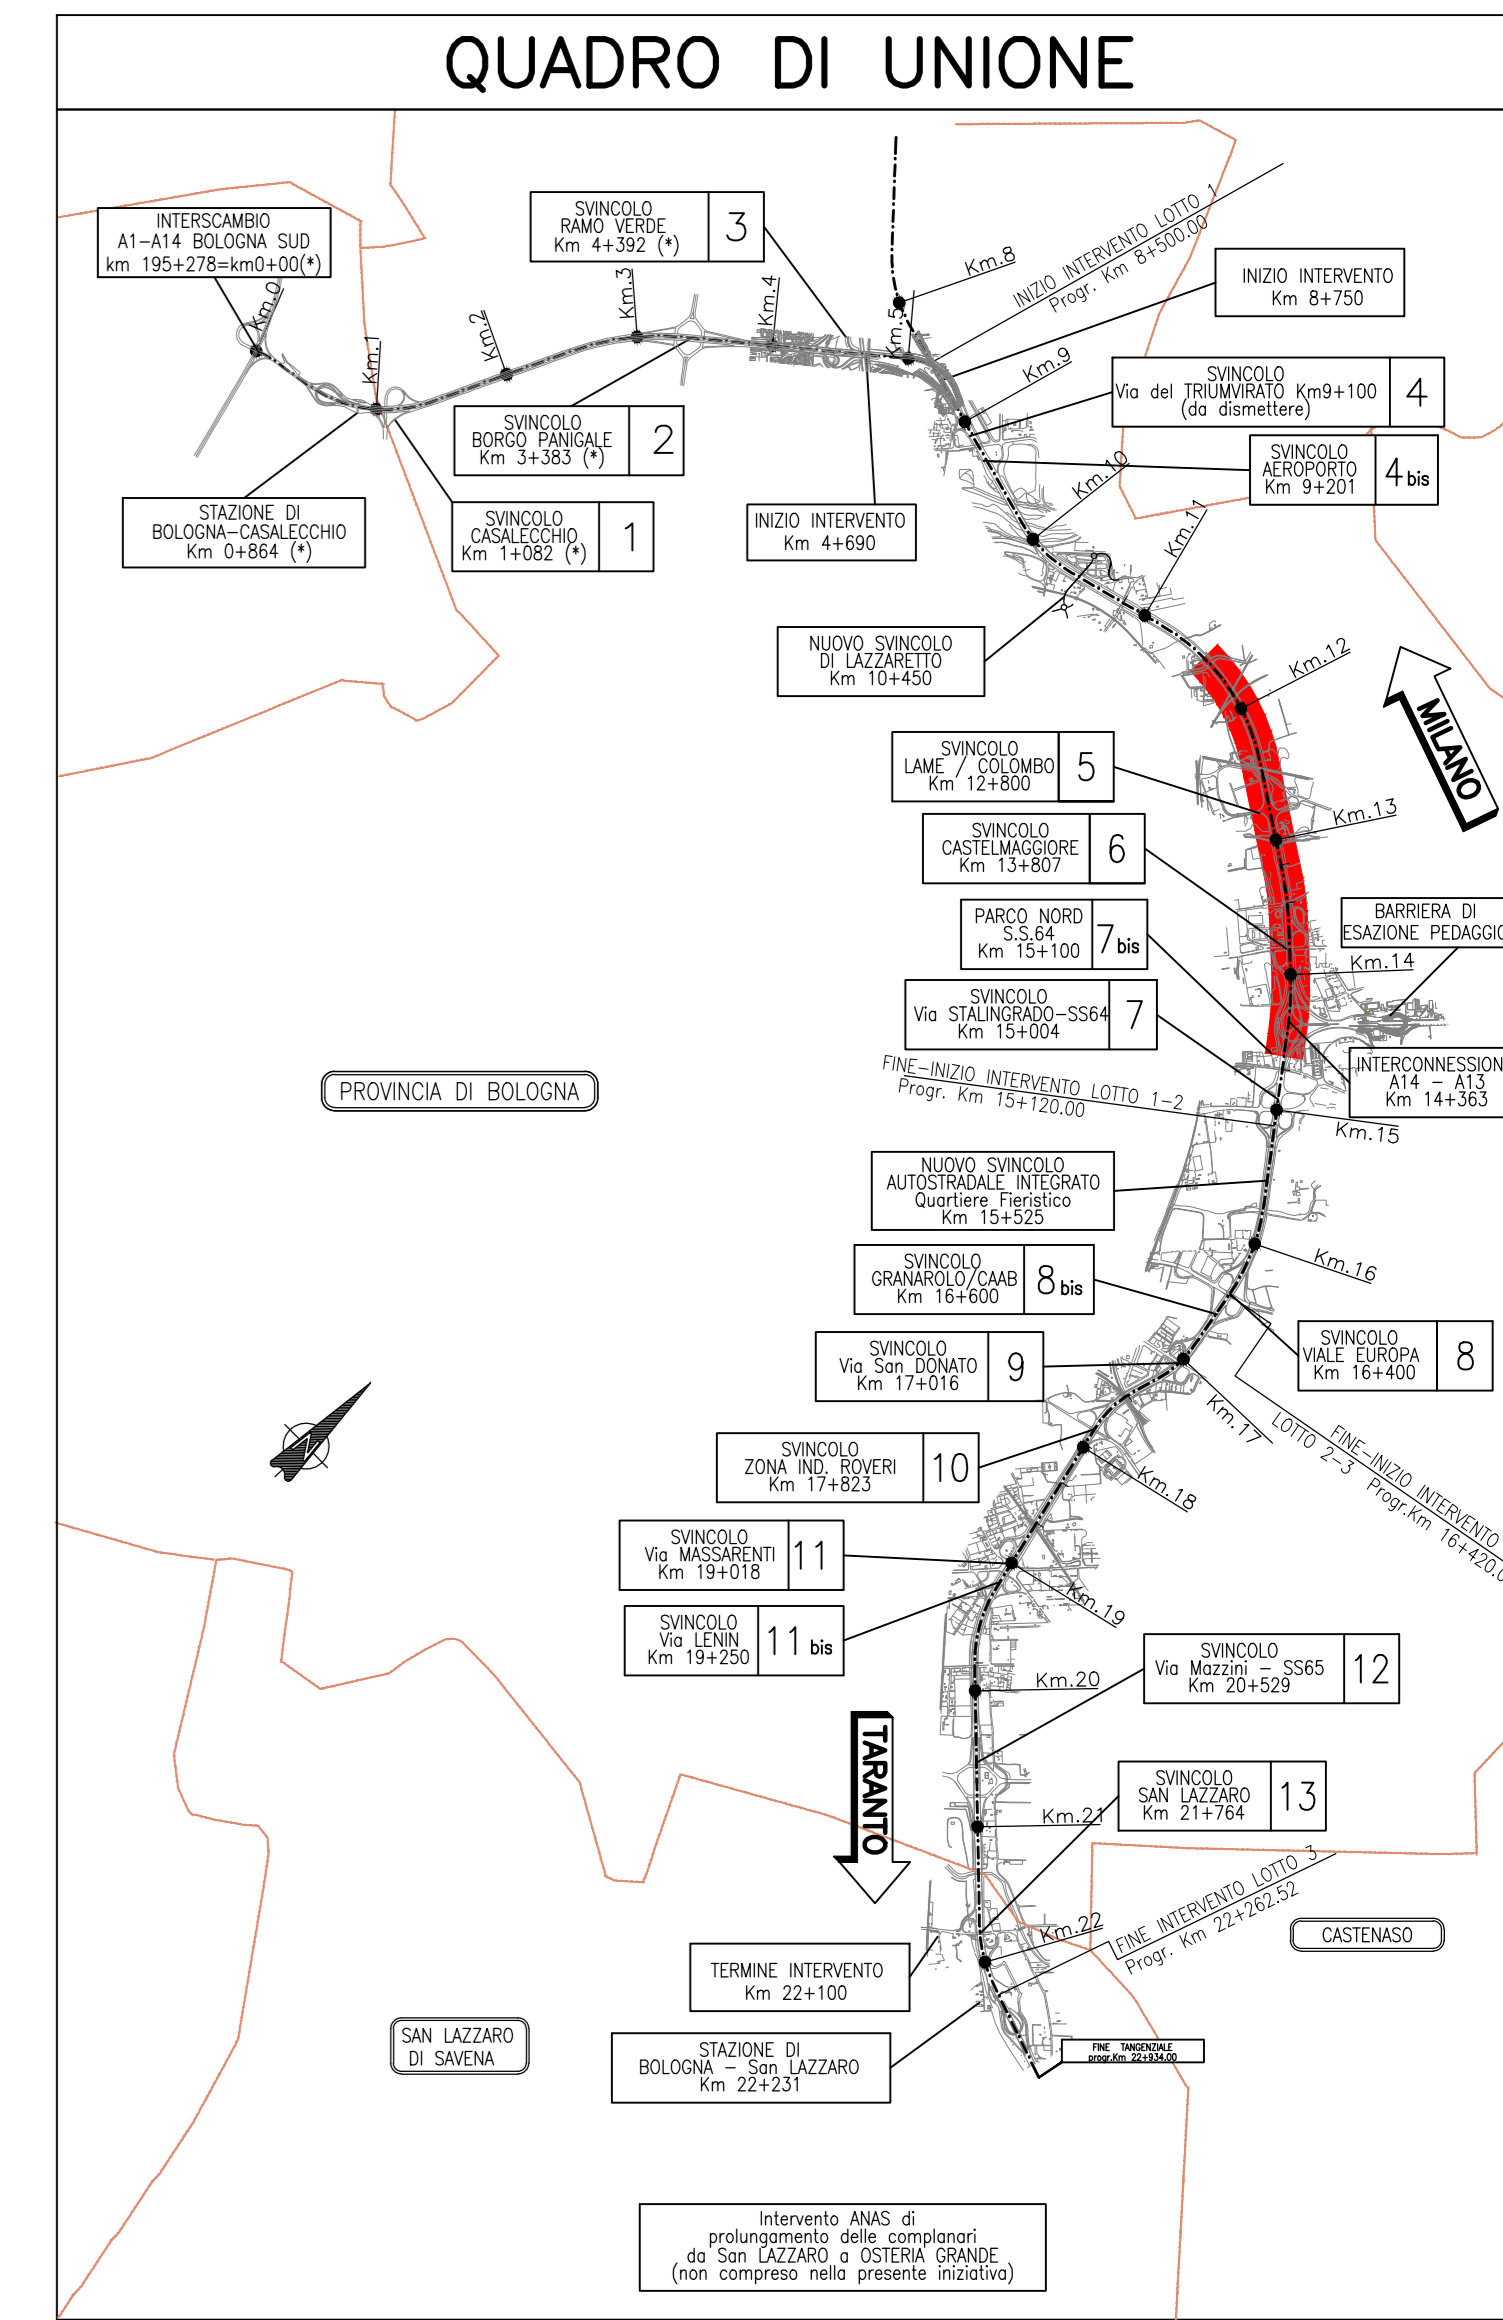 QUADRO DI UNIONE
INTERSCAMBIO
A1-A14 BOLOGNA SUD
km 195+278=km0+00(*)
SVINCOLO
RAMO VERDE
Km 4+392 (*)
3
Km.0
Km.1
Km.2
Km.3
Km.4
Km.5
Km.8
INIZIO INTERVENTO LOTTO 1
Progr. Km 8+500.00
INIZIO INTERVENTO
Km 8+750
Km.9
SVINCOLO
Via del TRIUMVIRATO Km9+100
(da dismettere)
4
SVINCOLO
BORGO PANIGALE
Km 3+383 (*)
2
SVINCOLO
AEROPORTO
Km 9+201
4 bis
Km.10
STAZIONE DI
BOLOGNA-CASALECCHIO
Km 0+864 (*)
SVINCOLO
CASALECCHIO
Km 1+082 (*)
1
INIZIO INTERVENTO
Km 4+690
Km.11
NUOVO SVINCOLO
DI LAZZARETTO
Km 10+450
Km.12
MILANO
SVINCOLO
LAME / COLOMBO
Km 12+800
5
Km.13
SVINCOLO
CASTELMAGGIORE
Km 13+807
6
PARCO NORD
S.S.64
Km 15+100
7 bis
BARRIERA DI
ESAZIONE PEDAGGIO
Km.14
SVINCOLO
Via STALINGRADO-SS64
Km 15+004
7
FINE-INIZIO INTERVENTO LOTTO 1-2
Progr. Km 15+120.00
INTERCONNESSION
A14 - A13
Km 14+363
PROVINCIA DI BOLOGNA
Km.15
NUOVO SVINCOLO
AUTOSTRADALE INTEGRATO
Quartiere Fieristico
Km 15+525
SVINCOLO
GRANAROLO/CAAB
Km 16+600
8 bis
Km.16
SVINCOLO
VIALE EUROPA
Km 16+400
8
SVINCOLO
Via San DONATO
Km 17+016
9
Km.17
FINE-INIZIO INTERVENTO
LOTTO 2-3 Progr.Km 16+420.0
N
SVINCOLO
ZONA IND. ROVERI
Km 17+823
10
Km.18
SVINCOLO
Via MASSARENTI
Km 19+018
11
Km.19
SVINCOLO
Via LENIN
Km 19+250
11 bis
SVINCOLO
Via Mazzini - SS65
Km 20+529
12
Km.20
TARANTO
SVINCOLO
SAN LAZZARO
Km 21+764
13
Km.21
FINE INTERVENTO LOTTO 3
Progr. Km 22+262.52
Km.22
CASTENASO
TERMINE INTERVENTO
Km 22+100
SAN LAZZARO
DI SAVENA
STAZIONE DI
BOLOGNA - San LAZZARO
Km 22+231
FINE TANGENZIALE
progr.Km 22+934.00
Intervento ANAS di
prolungamento delle complanari
da San LAZZARO a OSTERIA GRANDE
(non compreso nella presente iniziativa)